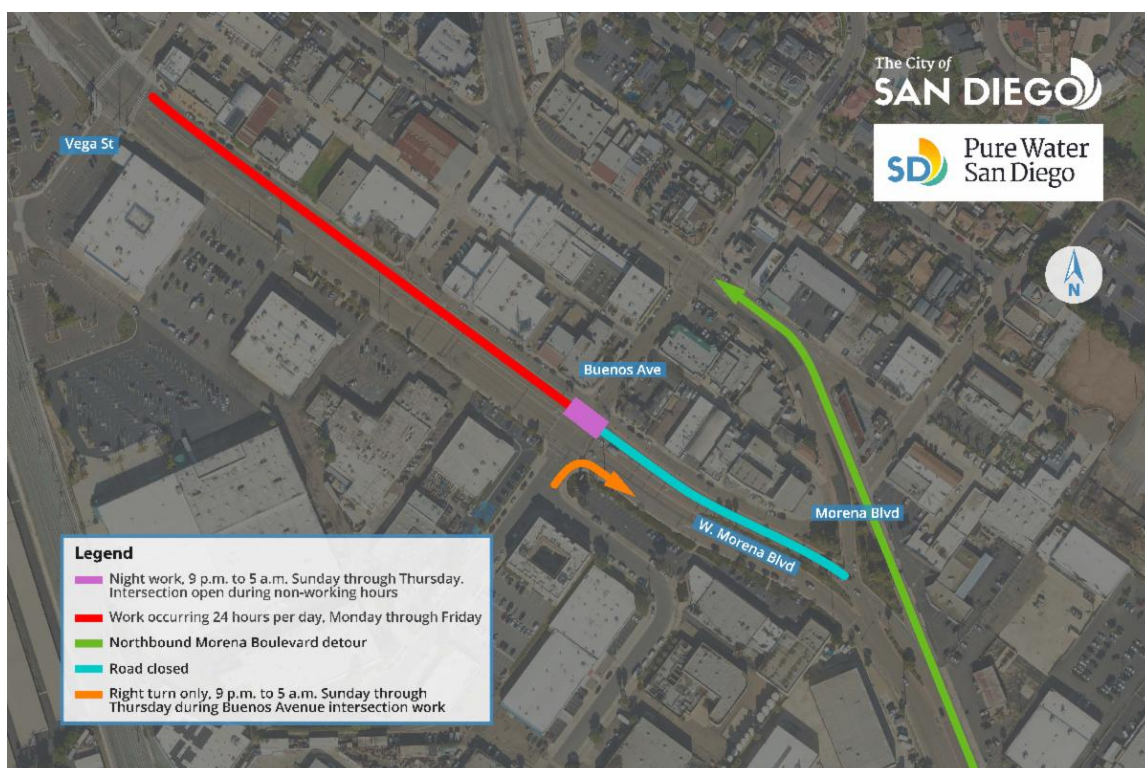 The City of
SAN DIEGO
SD
Pure Water
San Diego
Vega St
N
Buenos Ave
Morena Blvd
W. Morena Blvd
Legend
Night work, 9 p.m. to 5 a.m. Sunday through Thursday.
Intersection open during non-working hours
Work occurring 24 hours per day, Monday through Friday
Northbound Morena Boulevard detour
Road closed
Right turn only, 9 p.m. to 5 a.m. Sunday through
Thursday during Buenos Avenue intersection work